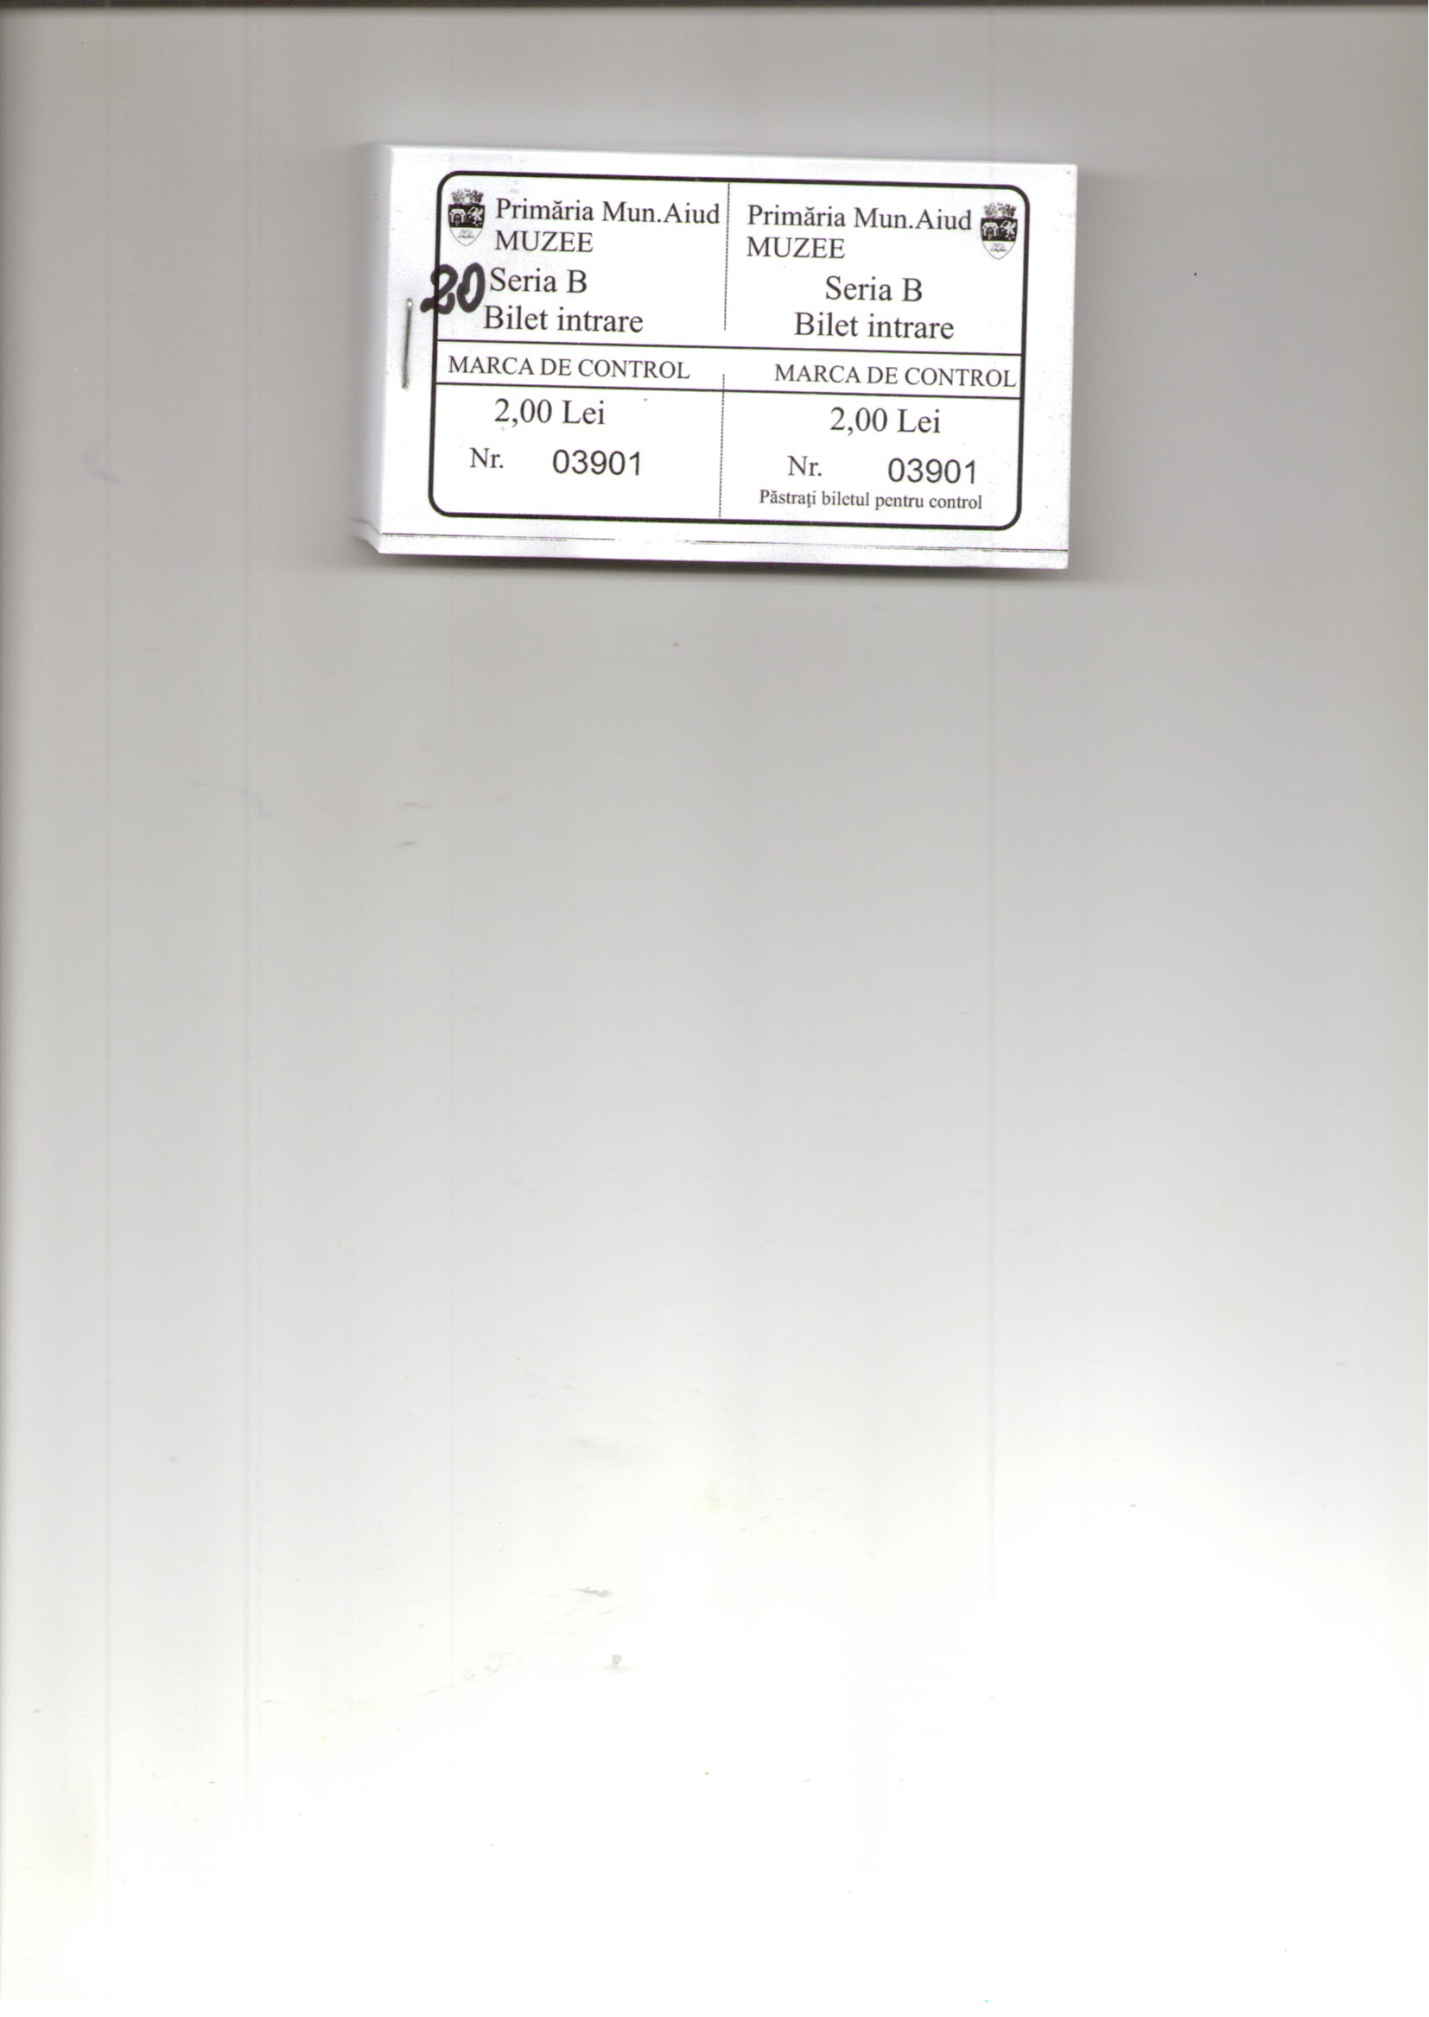 Primăria Mun.Aiud
MUZEE
20 Seria B
Bilet intrare
MARCA DE CONTROL
2,00 Lei
Nr. 03901
Primăria Mun.Aiud
MUZEE
Seria B
Bilet intrare
MARCA DE CONTROL
2,00 Lei
Nr. 03901
Păstraţi biletul pentru control